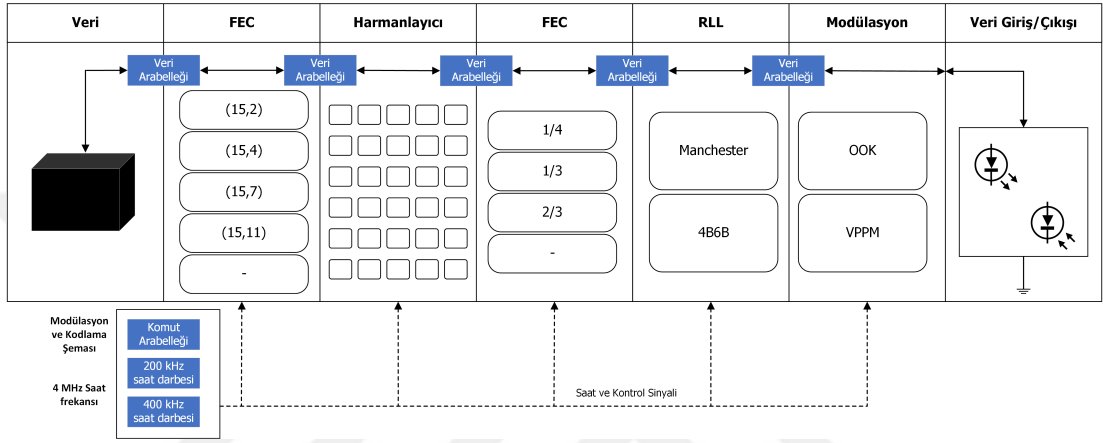 Veri
FEC
Harmanlayıcı
FEC
RLL
Modülasyon
Veri Giriş/Çıkışı
Veri
Arabelleği
Veri
Arabelleği
Veri
Arabelleği
Veri
Arabelleği
Veri
Arabelleği
(15,2)
(15,4)
(15,7)
(15,11)
-
1/4
1/3
2/3
-
Manchester
4B6B
OOK
VPPM
Modülasyon
ve Kodlama
Şeması
4 MHz Saat
frekansı
Komut
Arabelleği
200 kHz
saat darbesi
400 kHz
saat darbesi
Saat ve Kontrol Sinyali